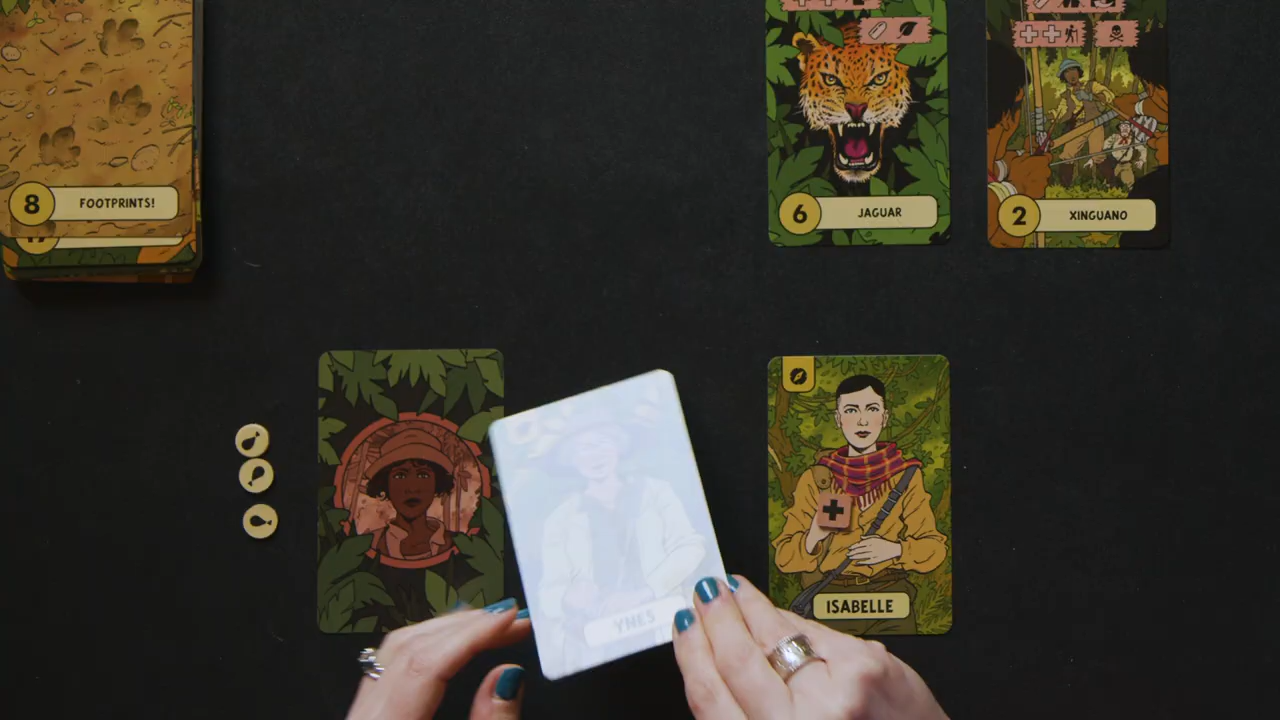 8 FOOTPRINTS!
6 JAGUAR
2 XINGUANO
YNES
ISABELLE